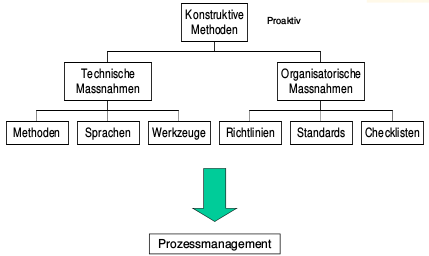 Konstruktive
Methoden
Proaktiv
Technische
Massnahmen
Organisatorische
Massnahmen
Methoden
Sprachen
Werkzeuge
Richtlinien
Standards
Checklisten
Prozessmanagement